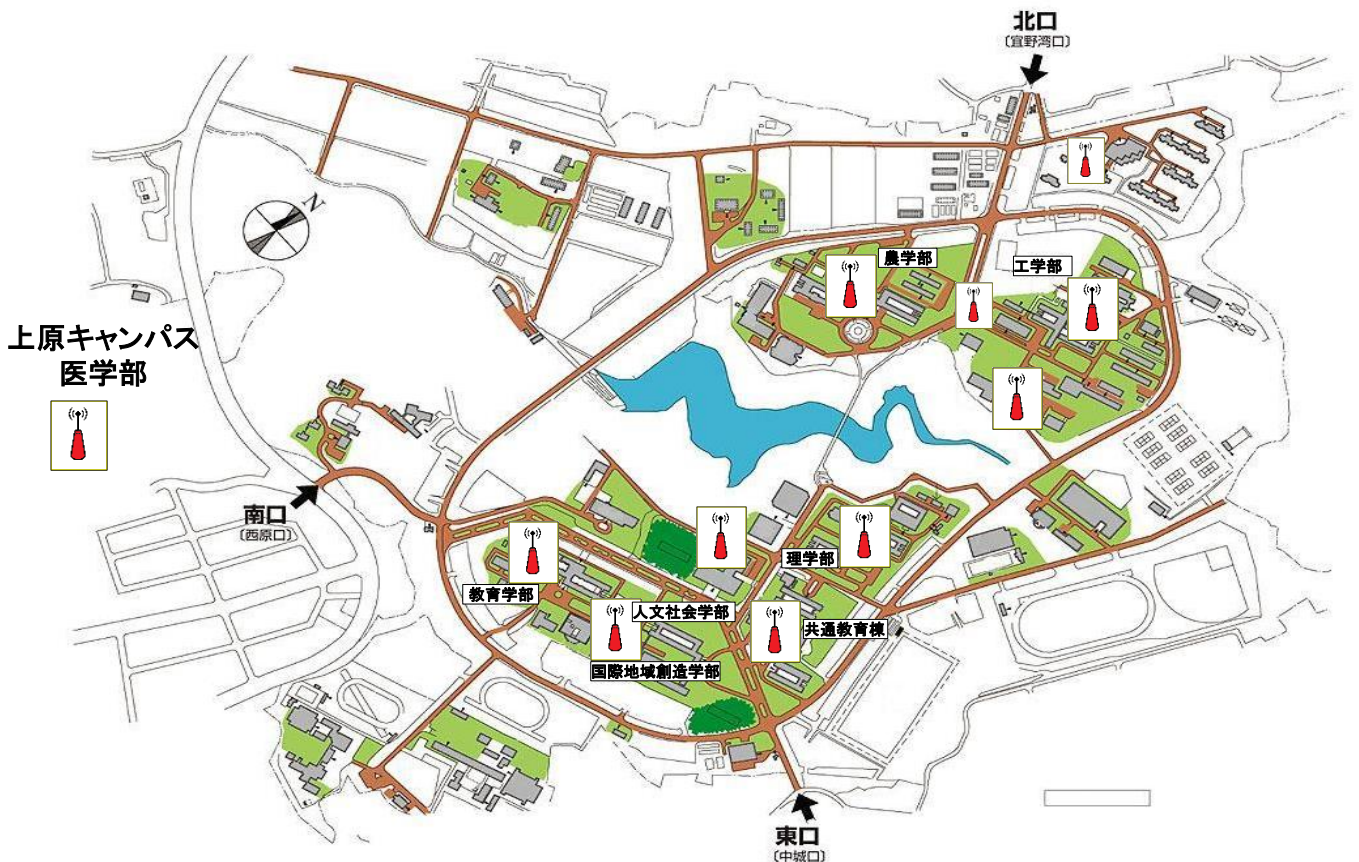 北口
〔宜野湾口〕
N
農学部
工学部
上原キャンパス
医学部
南口
〔西原口〕
理学部
教育学部
人文社会学部
共通教育棟
国際地域創造学部
東口
〔中城口〕